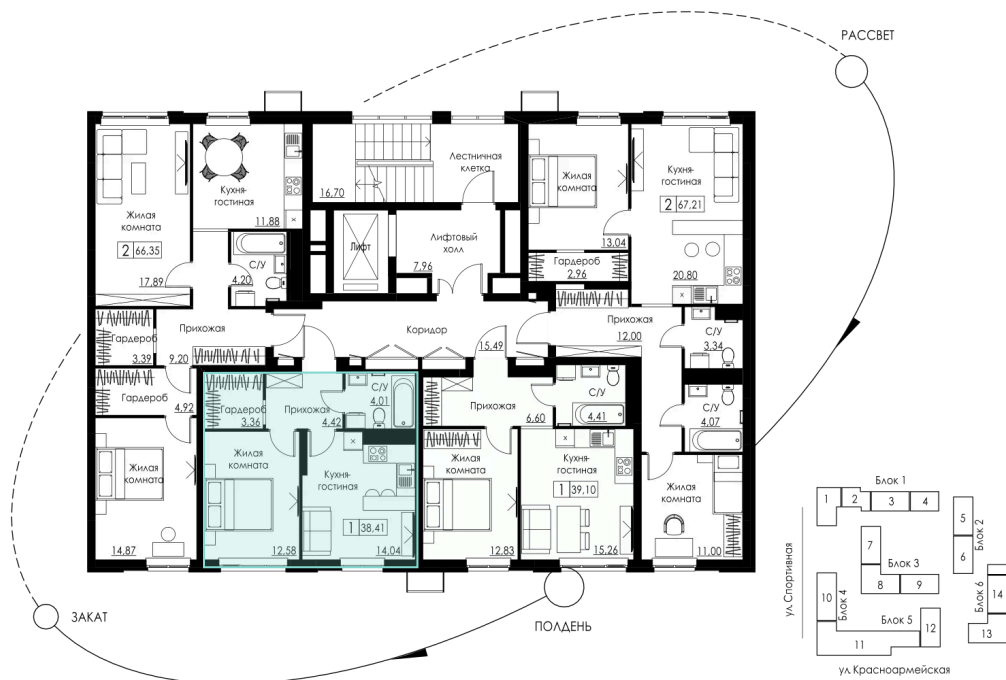 РАССВЕТ
Лестничная
клетка
16.70
Кухня-
гостиная
11.88
Жилая
комната
2 66,35
17.89
С/У
4.20
Лифт
Лифтовый
холл
7.96
Жилая
комната
13.04
Гардероб
2.96
Кухня-
гостиная
2 67,21
20.80
Гардероб
3.39
Прихожая
9.20
Коридор
15.49
Прихожая
12.00
С/У
3.34
Гардероб
4.92
Гардероб
3.36
Прихожая
4.42
С/У
4.01
Прихожая
6.60
С/У
4.41
С/У
4.07
Жилая
комната
14.87
Жилая
комната
12.58
Кухня-
гостиная
1 38,41
14.04
Жилая
комната
12.83
Кухня-
гостиная
1 39,10
15.26
Жилая
комната
11.00
ЗАКАТ
ПОЛДЕНЬ
Блок 1
1
2
3
4
5
6
Блок 2
7
Блок 3
8
9
10
Блок 4
Блок 5
11
12
Блок 6
14
13
ул. Спортивная
ул. Красноармейская